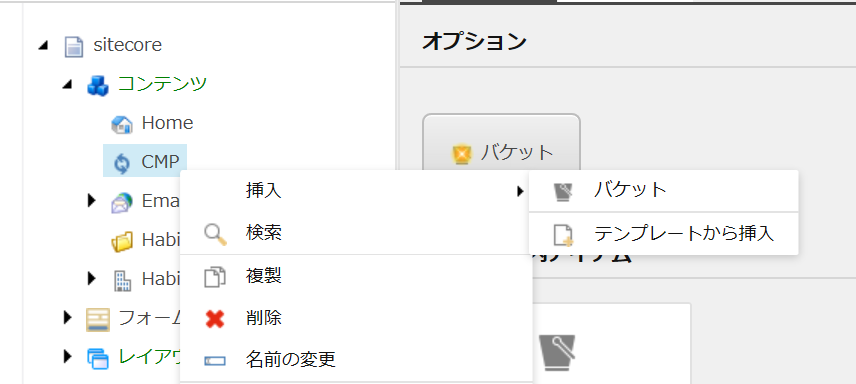 sitecore
コンテンツ
Home
CMP
Ema
Habi
Habi
フォーム
レイアウ
挿入
検索
複製
削除
名前の変更
バケット
テンプレートから挿入
オプション
バケット
アイテム